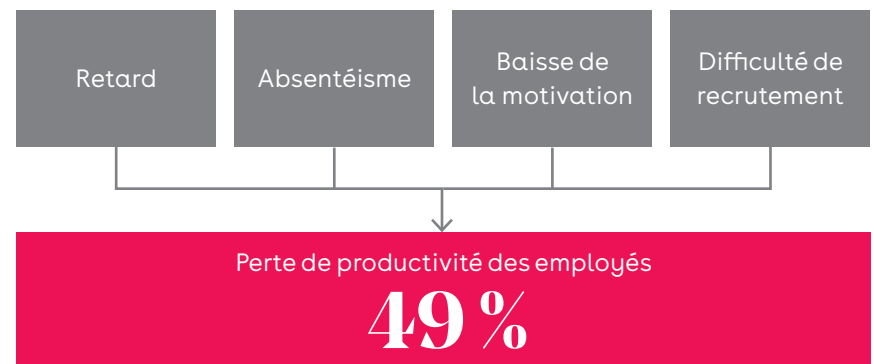 Retard
Absentéisme
Baisse de
la motivation
Difficulté de
recrutement
Perte de productivité des employés
49 %